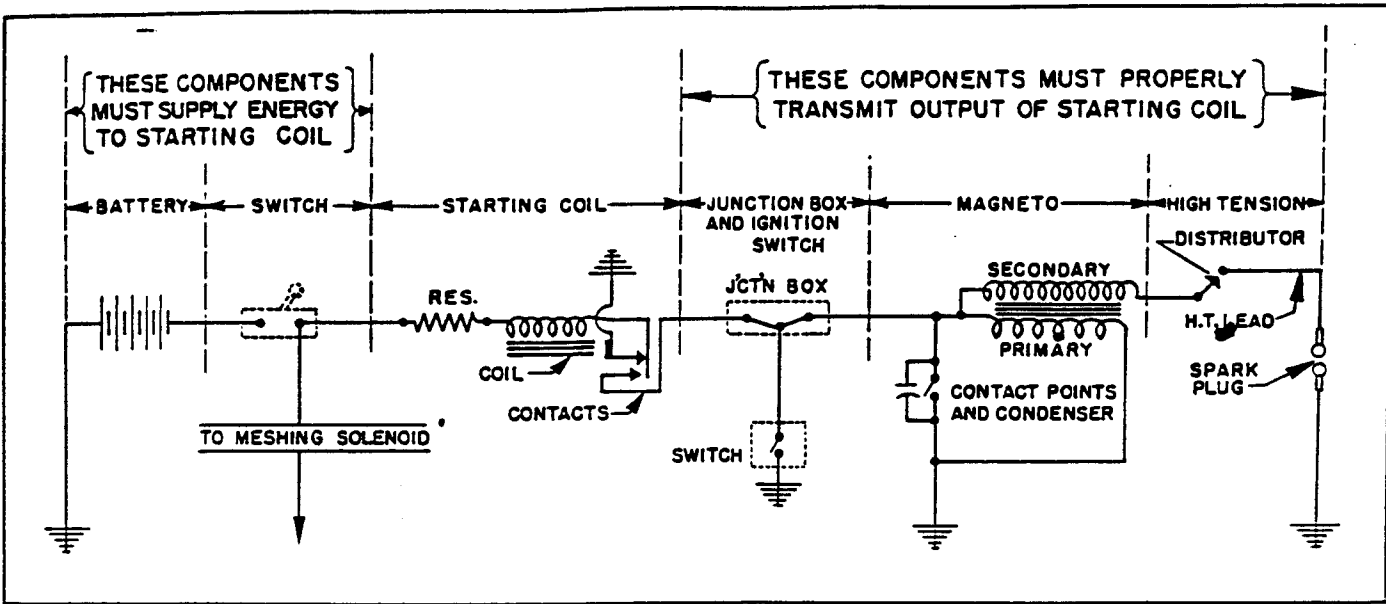 THESE COMPONENTS
MUST SUPPLY ENERGY
TO STARTING COIL
THESE COMPONENTS MUST PROPERLY
TRANSMIT OUTPUT OF STARTING COIL
BATTERY
SWITCH
STARTING COIL
JUNCTION BOX
AND IGNITION
SWITCH
MAGNETO
HIGH TENSION
DISTRIBUTOR
SECONDARY
J'CT'N BOX
RES.
H.T. LEAD
PRIMARY
COIL
SPARK
PLUG
CONTACTS
CONTACT POINTS
AND CONDENSER
TO MESHING SOLENOID
SWITCH